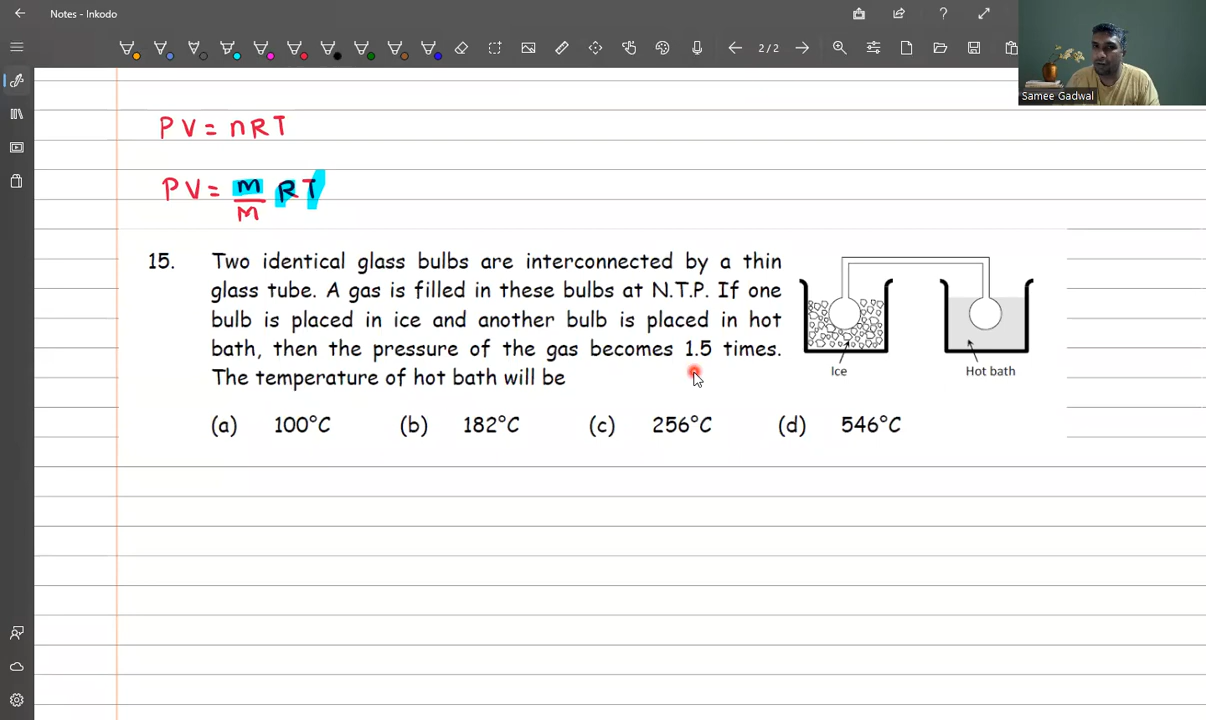 Notes - Inkodo
2/2
Samee Gadwal
PV = nRT
PV = m/M RT
15. Two identical glass bulbs are interconnected by a thin
glass tube. A gas is filled in these bulbs at N.T.P. If one
bulb is placed in ice and another bulb is placed in hot
bath, then the pressure of the gas becomes 1.5 times.
The temperature of hot bath will be
Ice Hot bath
(a) 100°C (b) 182°C (c) 256°C (d) 546°C